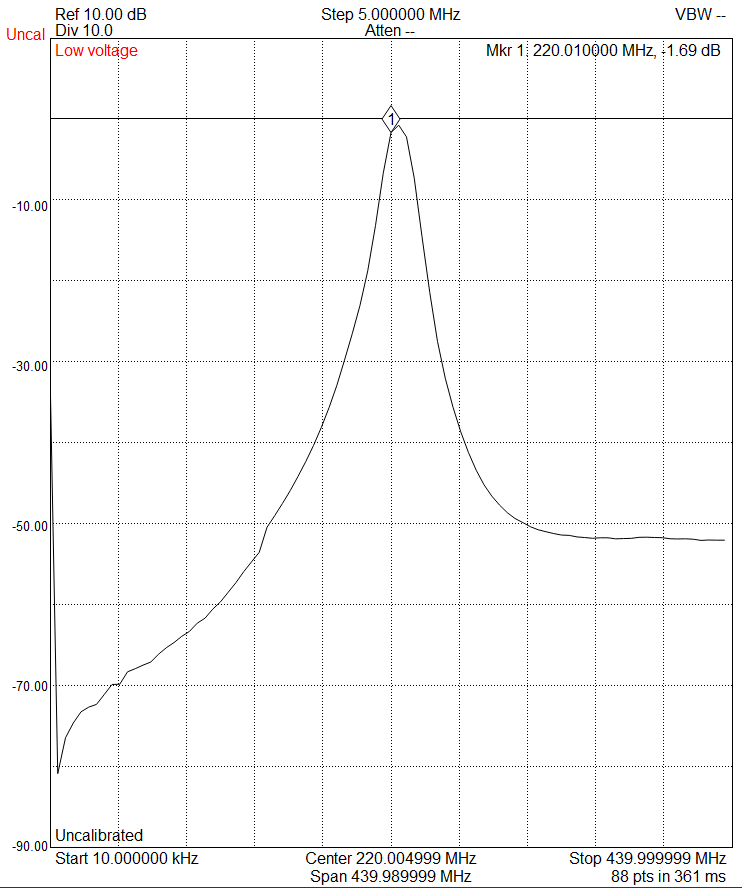 Ref 10.00 dB Step 5.000000 MHz VBW --
Div 10.0 Atten --
Uncal
Low voltage Mkr 1: 220.010000 MHz, -1.69 dB
1
-10.00
-30.00
-50.00
-70.00
Uncalibrated
-90.00
Start 10.000000 kHz Center 220.004999 MHz Stop 439.999999 MHz
Span 439.989999 MHz 88 pts in 361 ms